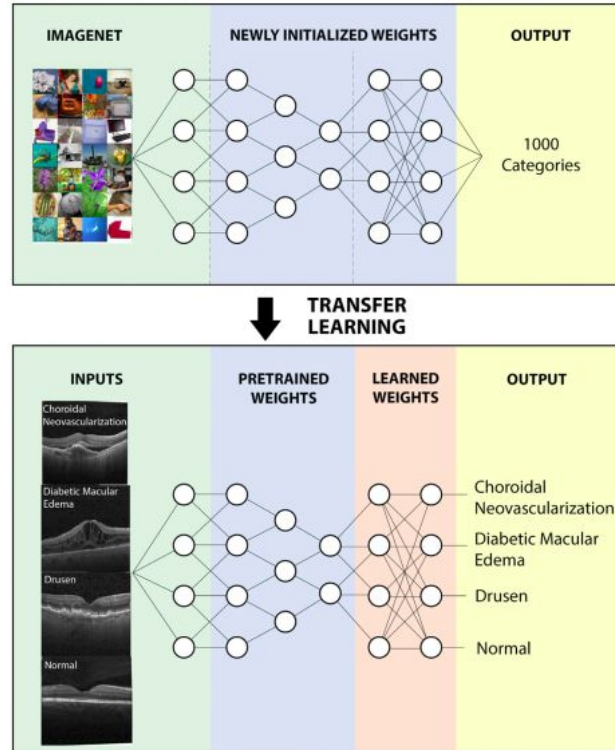 IMAGENET
NEWLY INITIALIZED WEIGHTS
OUTPUT
1000
Categories
TRANSFER
LEARNING
INPUTS
PRETRAINED
WEIGHTS
LEARNED
WEIGHTS
OUTPUT
Choroidal
Neovascularization
Diabetic Macular
Edema
Drusen
Normal
Choroidal
Neovascularization
Diabetic Macular
Edema
Drusen
Normal